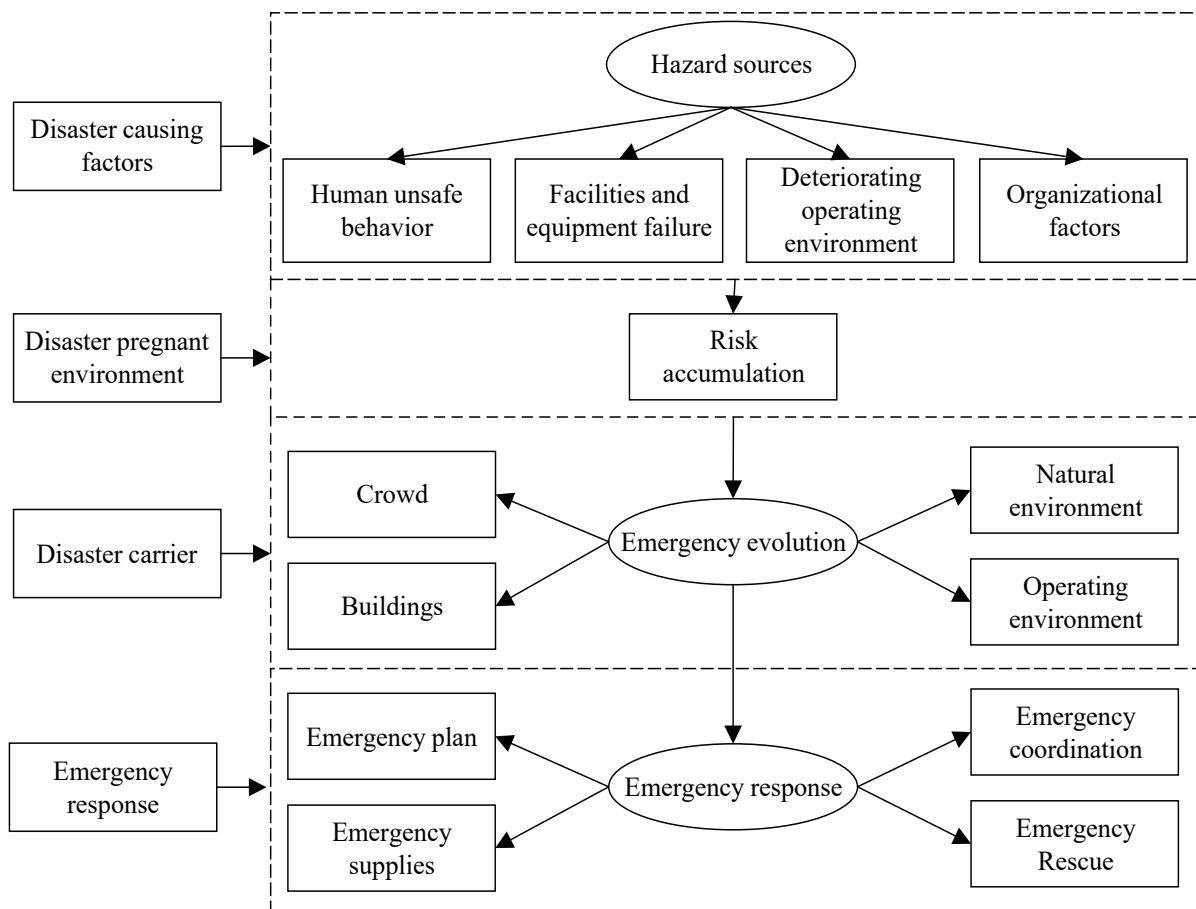 Hazard sources
Disaster causing
factors
Human unsafe
behavior
Facilities and
equipment failure
Deteriorating
operating
environment
Organizational
factors
Disaster pregnant
environment
Risk
accumulation
Disaster carrier
Crowd
Buildings
Emergency evolution
Natural
environment
Operating
environment
Emergency
response
Emergency plan
Emergency
supplies
Emergency response
Emergency
coordination
Emergency
Rescue